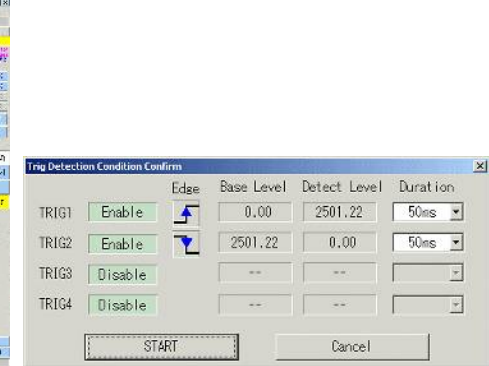 Trig Detection Condition Confirm
Edge Base Level Detect Level Duration
TRIG1 Enable 0.00 2501.22 50ms
TRIG2 Enable 2501.22 0.00 50ms
TRIG3 Disable -- --
TRIG4 Disable -- --
START Cancel